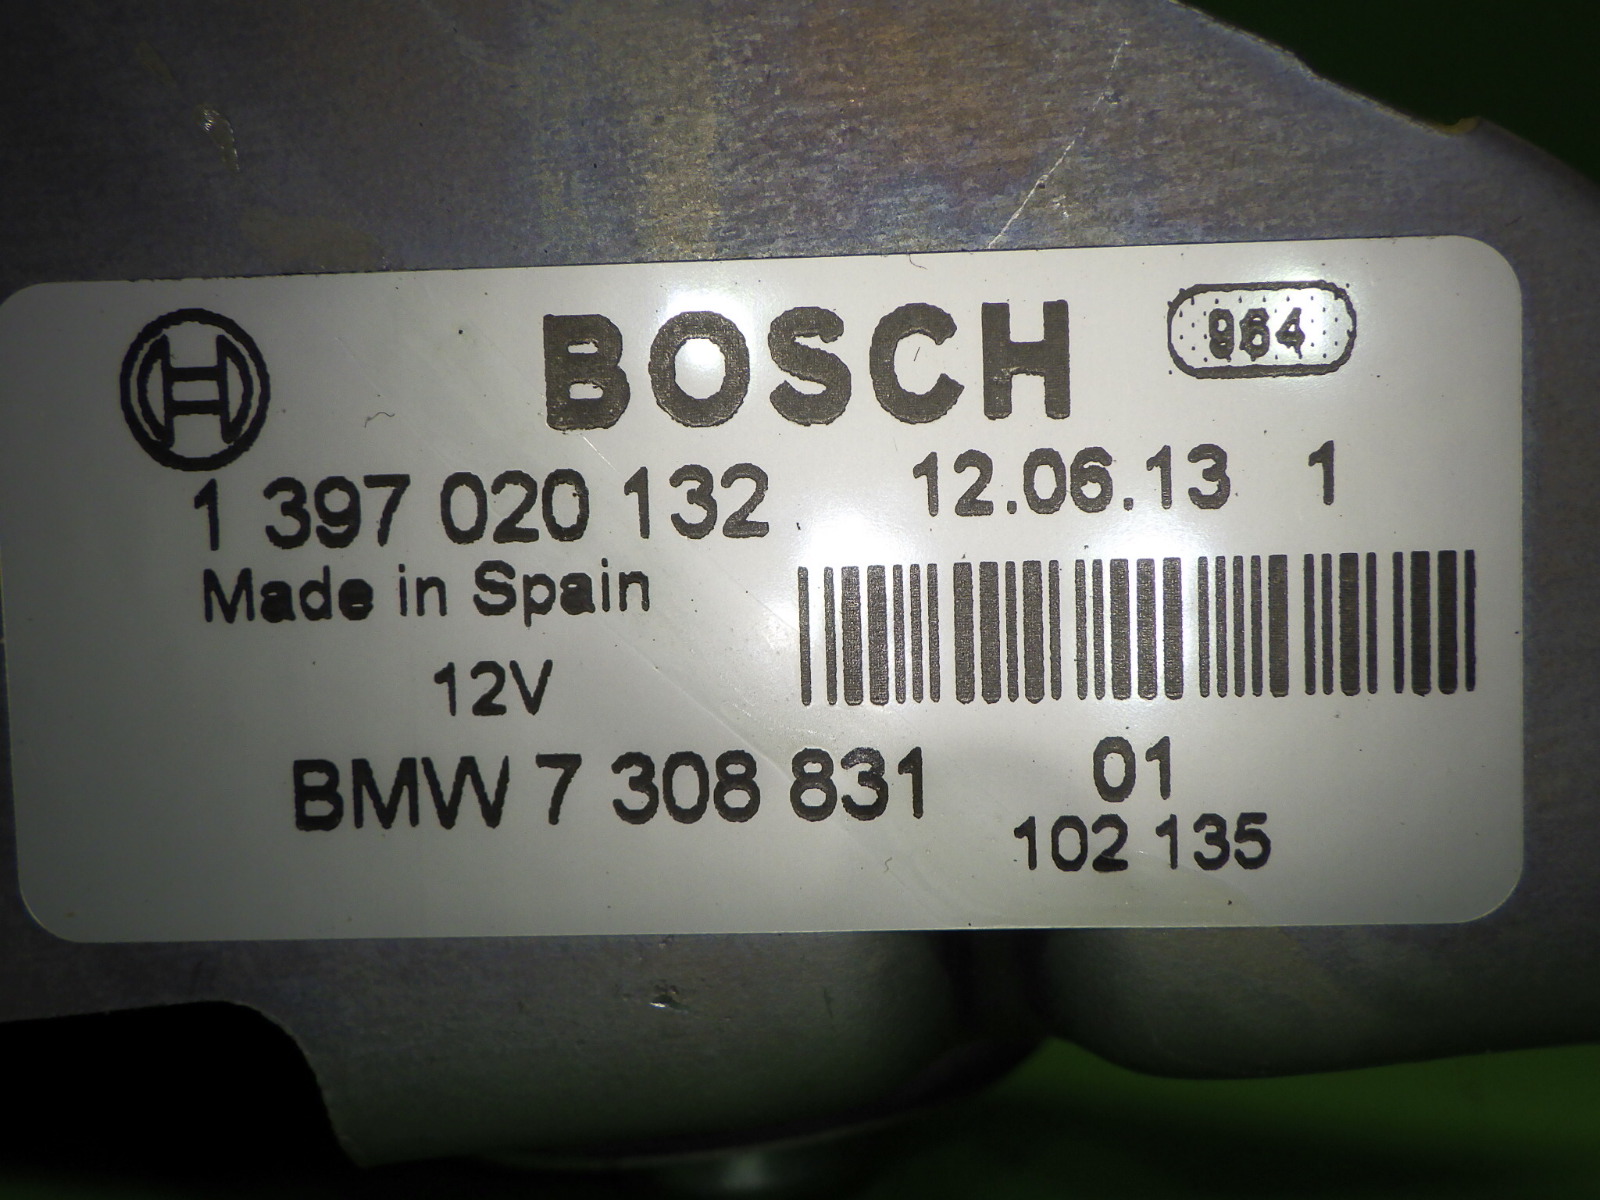 BOSCH 964
1 397 020 132 12.06.13 1
Made in Spain
12V
BMW 7 308 831 01
102 135